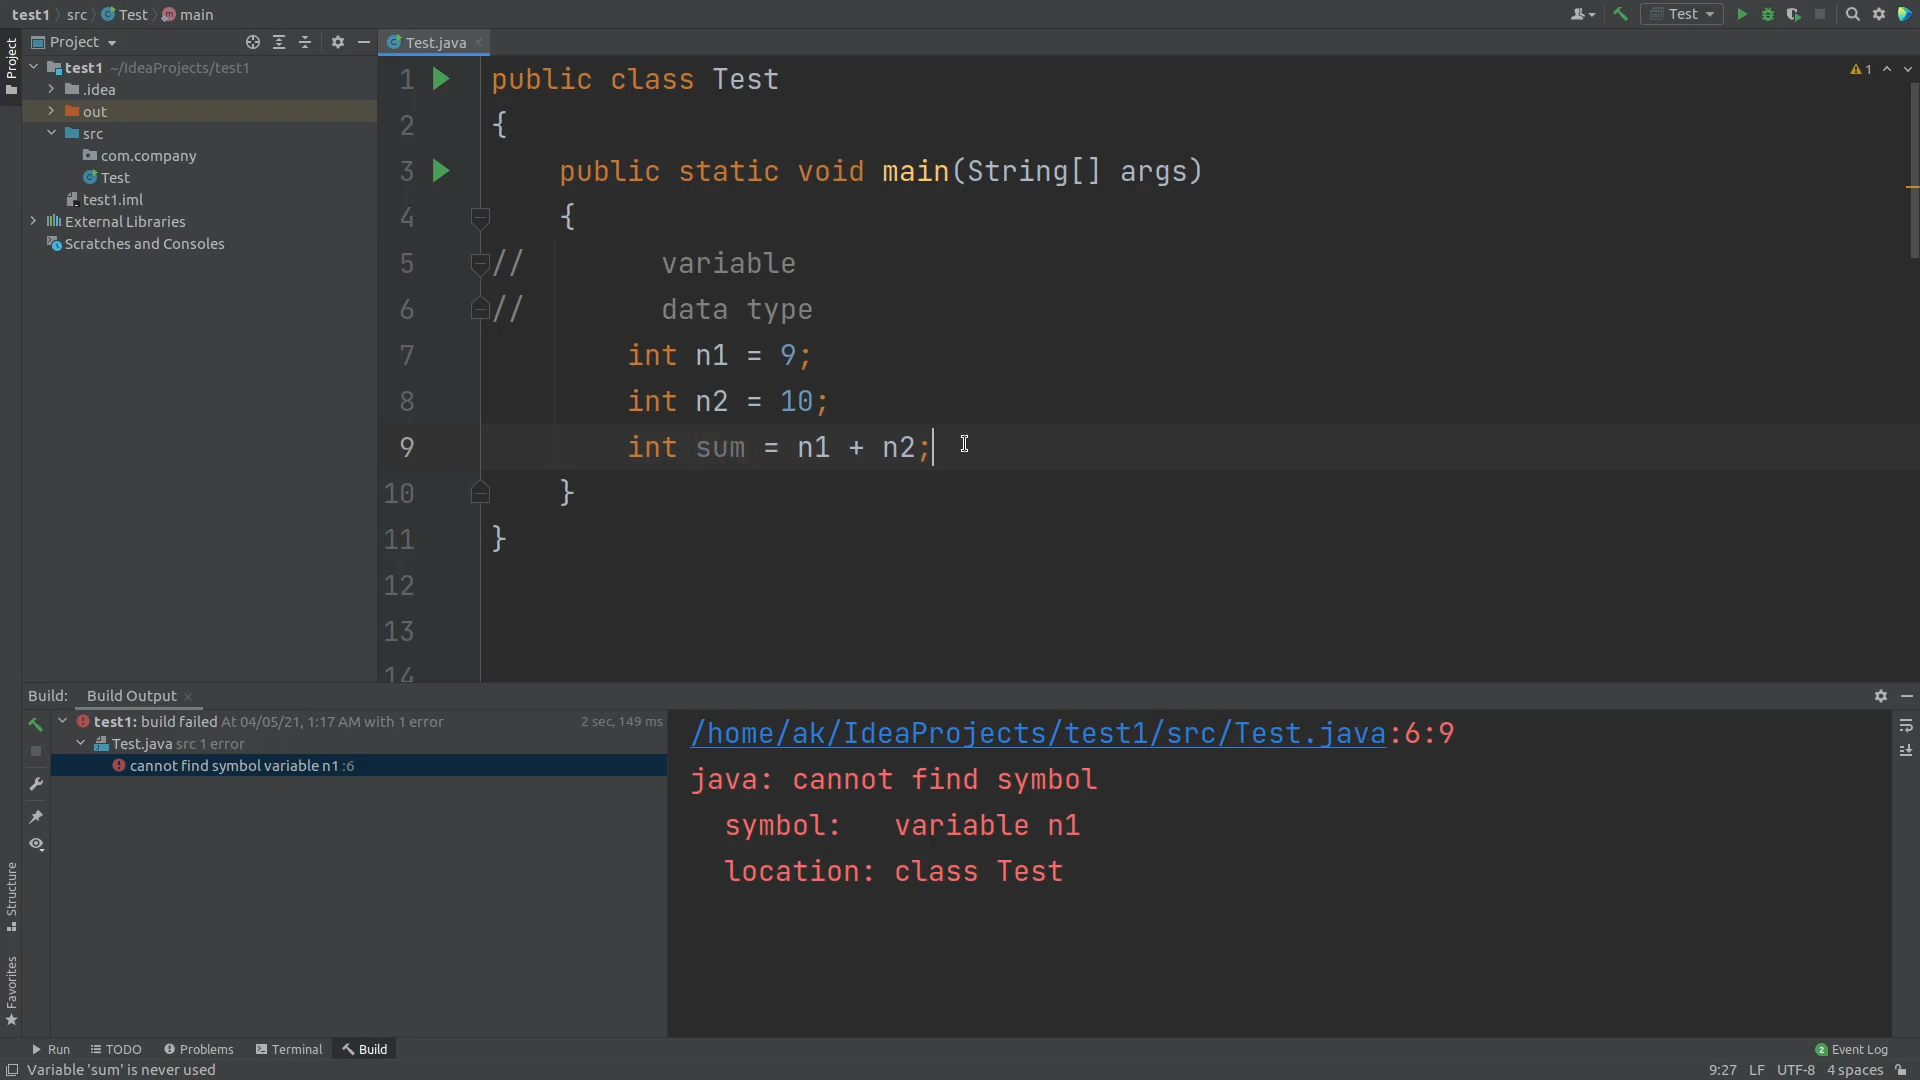 test1 src Test main Test
Project Test.java
Project
test1 ~/IdeaProjects/test1
.idea
out
src
com.company
Test
test1.iml
External Libraries
Scratches and Consoles
1 public class Test
2 {
3 public static void main(String[] args)
4 {
5 // variable
6 // data type
7 int n1 = 9;
8 int n2 = 10;
9 int sum = n1 + n2;
10 }
11 }
12
13
14
1
Build: Build Output
test1: build failed At 04/05/21, 1:17 AM with 1 error 2 sec, 149 ms
Test.java src 1 error
cannot find symbol variable n1 :6
/home/ak/IdeaProjects/test1/src/Test.java:6:9
java: cannot find symbol
symbol: variable n1
location: class Test
Structure
Favorites
Run TODO Problems Terminal Build 2 Event Log
Variable 'sum' is never used 9:27 LF UTF-8 4 spaces